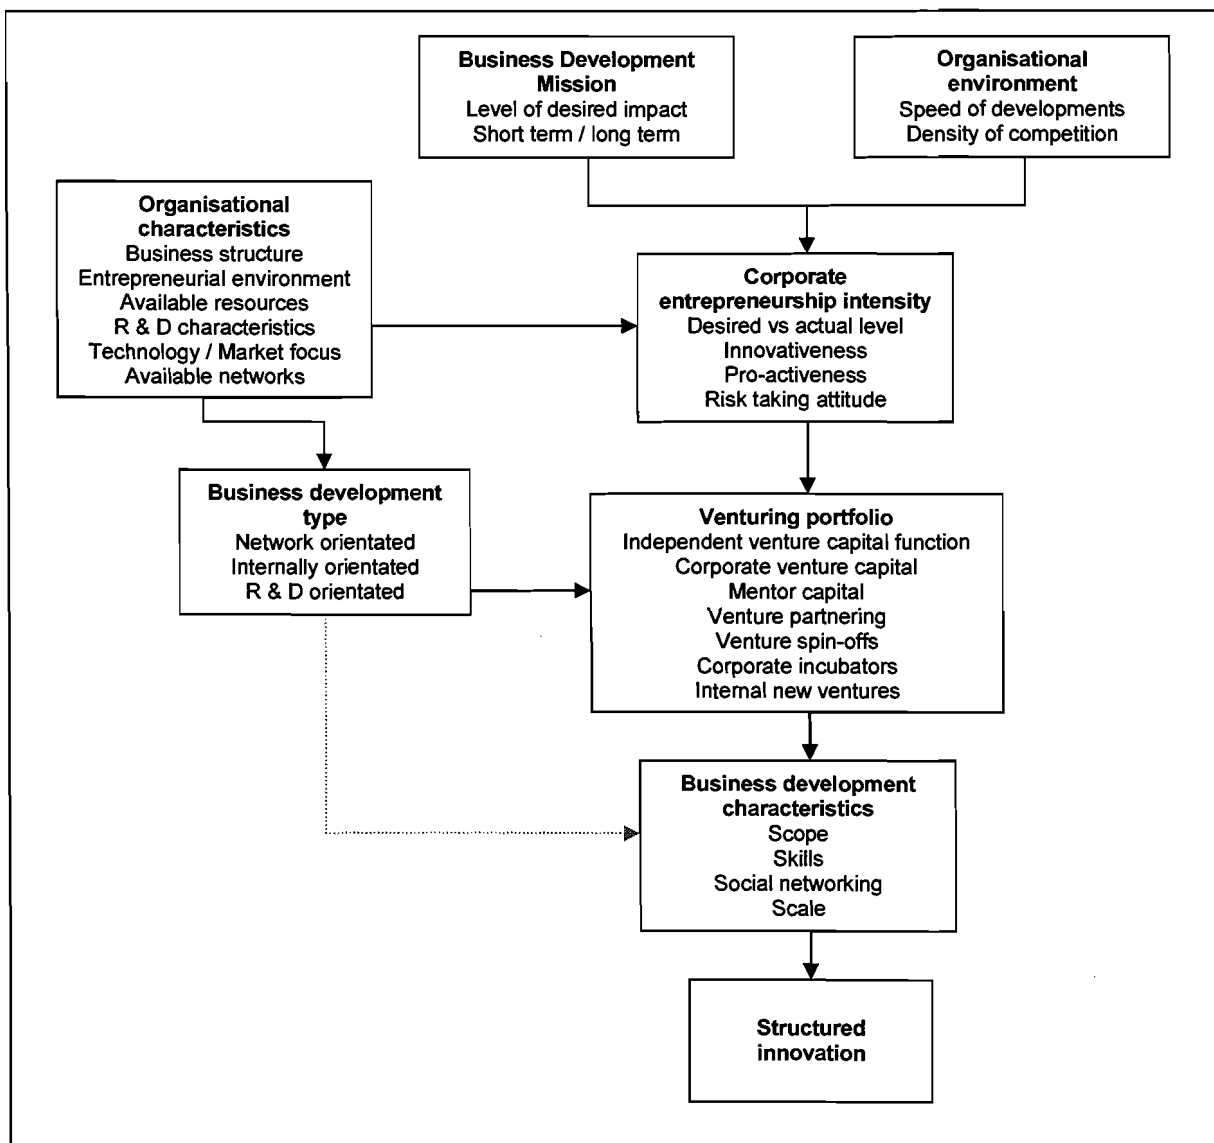 Business Development
Mission
Level of desired impact
Short term / long term
Organisational
environment
Speed of developments
Density of competition
Organisational
characteristics
Business structure
Entrepreneurial environment
Available resources
R & D characteristics
Technology / Market focus
Available networks
Corporate
entrepreneurship intensity
Desired vs actual level
Innovativeness
Pro-activeness
Risk taking attitude
Business development
type
Network orientated
Internally orientated
R & D orientated
Venturing portfolio
Independent venture capital function
Corporate venture capital
Mentor capital
Venture partnering
Venture spin-offs
Corporate incubators
Internal new ventures
Business development
characteristics
Scope
Skills
Social networking
Scale
Structured
innovation